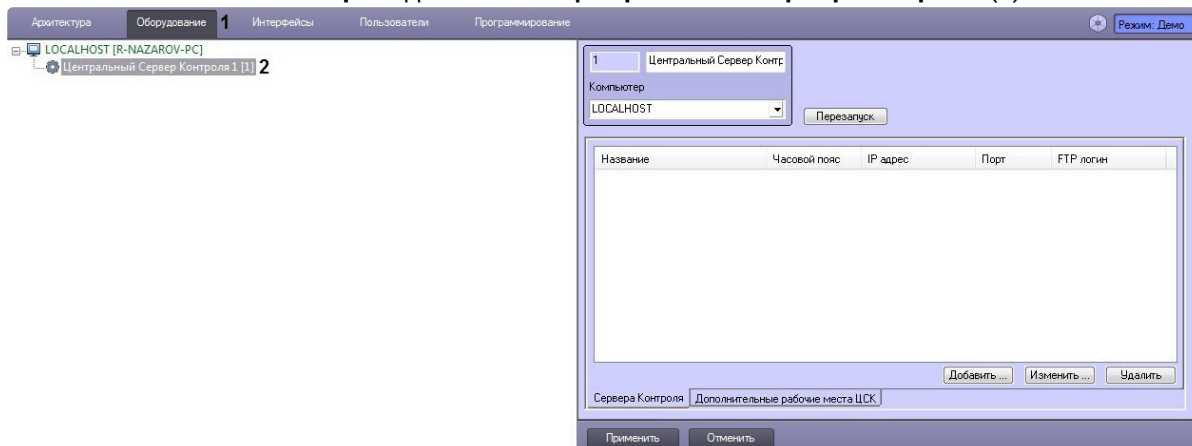 Архитектура Оборудование 1 Интерфейсы Пользователи Программирование Режим: Демо
LOCALHOST [R-NAZAROV-PC]
Центральный Сервер Контроля 1 [1] 2
1 Центральный Сервер Контр
Компьютер
LOCALHOST
Перезапуск
Название Часовой пояс IP адрес Порт FTP логин
Добавить ... Изменить ... Удалить
Сервера Контроля Дополнительные рабочие места ЦСК
Применить Отменить